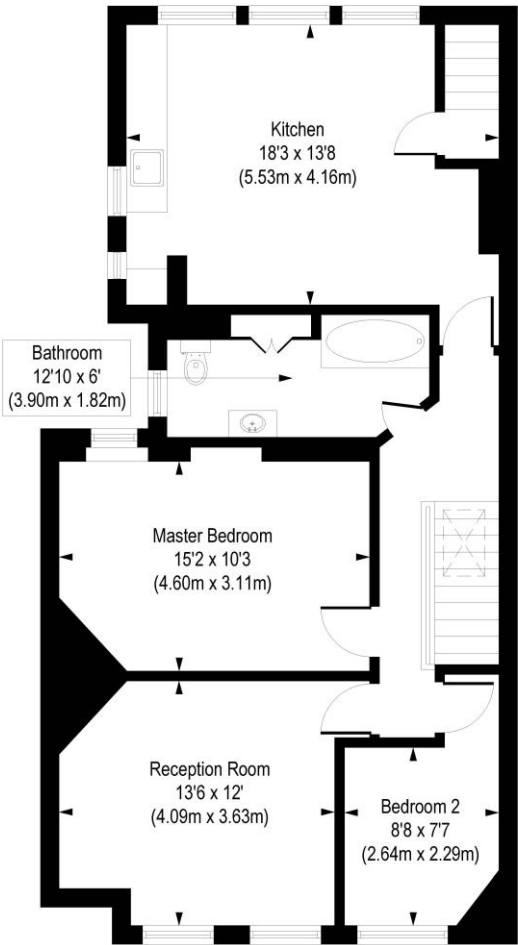 Kitchen
18'3 x 13'8
(5.53m x 4.16m)
Bathroom
12'10 x 6'
(3.90m x 1.82m)
Master Bedroom
15'2 x 10'3
(4.60m x 3.11m)
Reception Room
13'6 x 12'
(4.09m x 3.63m)
Bedroom 2
8'8 x 7'7
(2.64m x 2.29m)